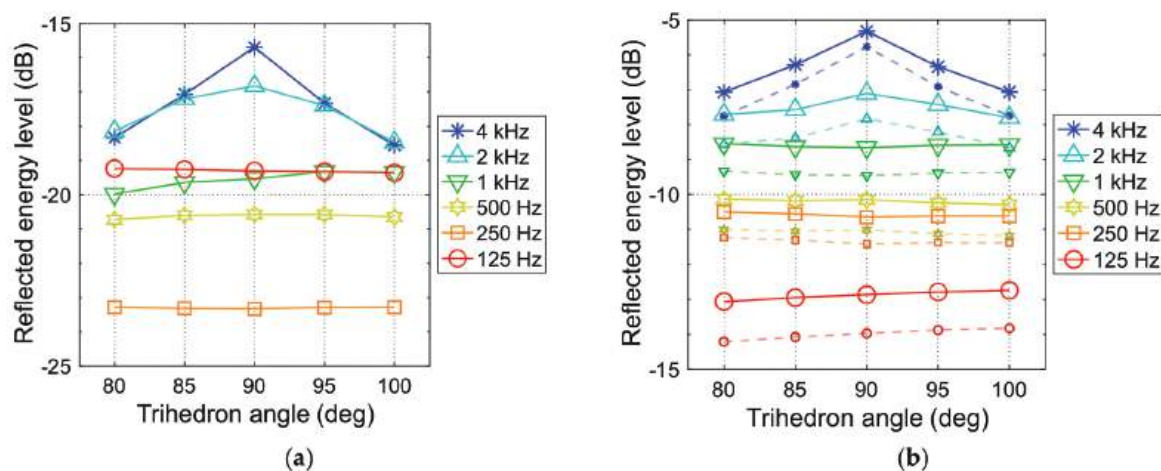 -15
-20
-25
Reflected energy level (dB)
80 85 90 95 100
Trihedron angle (deg)
4 kHz
2 kHz
1 kHz
500 Hz
250 Hz
125 Hz
(a)
-5
-10
-15
Reflected energy level (dB)
80 85 90 95 100
Trihedron angle (deg)
4 kHz
2 kHz
1 kHz
500 Hz
250 Hz
125 Hz
(b)